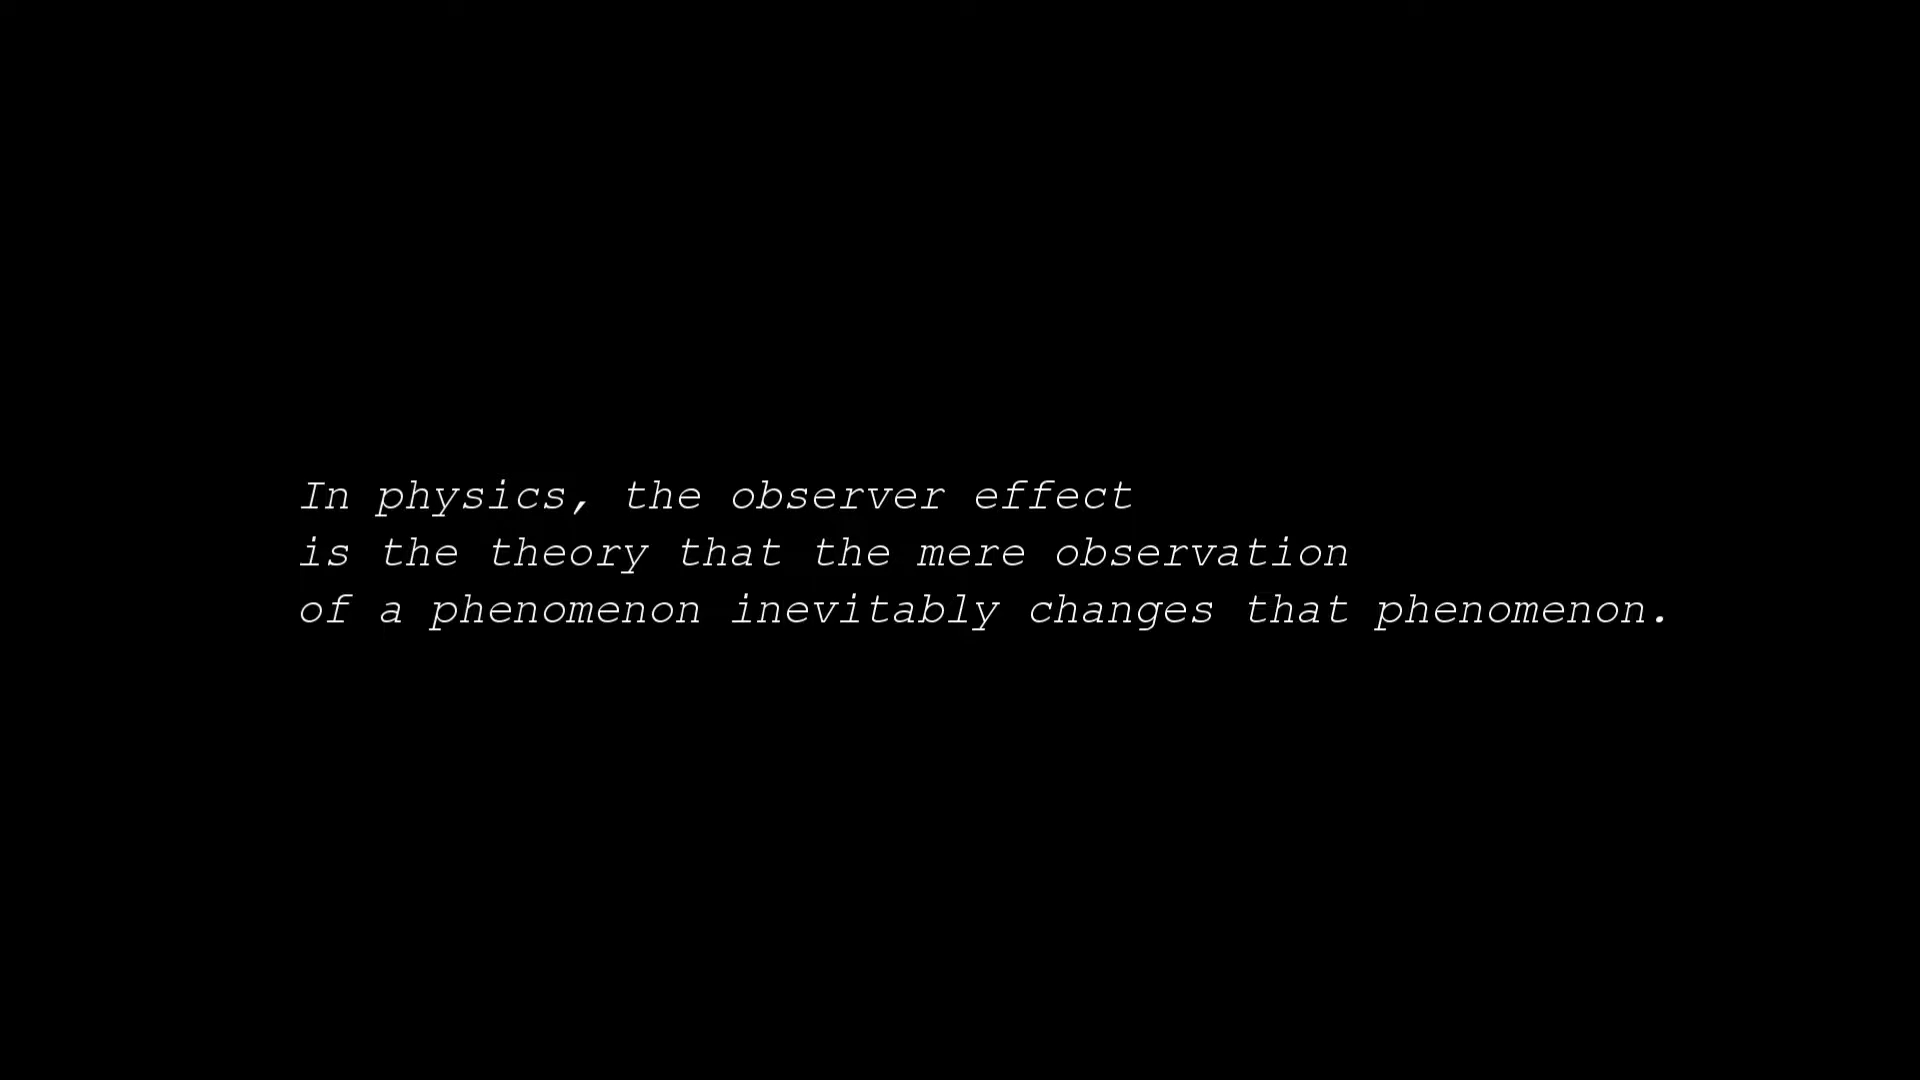 In physics, the observer effect
is the theory that the mere observation
of a phenomenon inevitably changes that phenomenon.